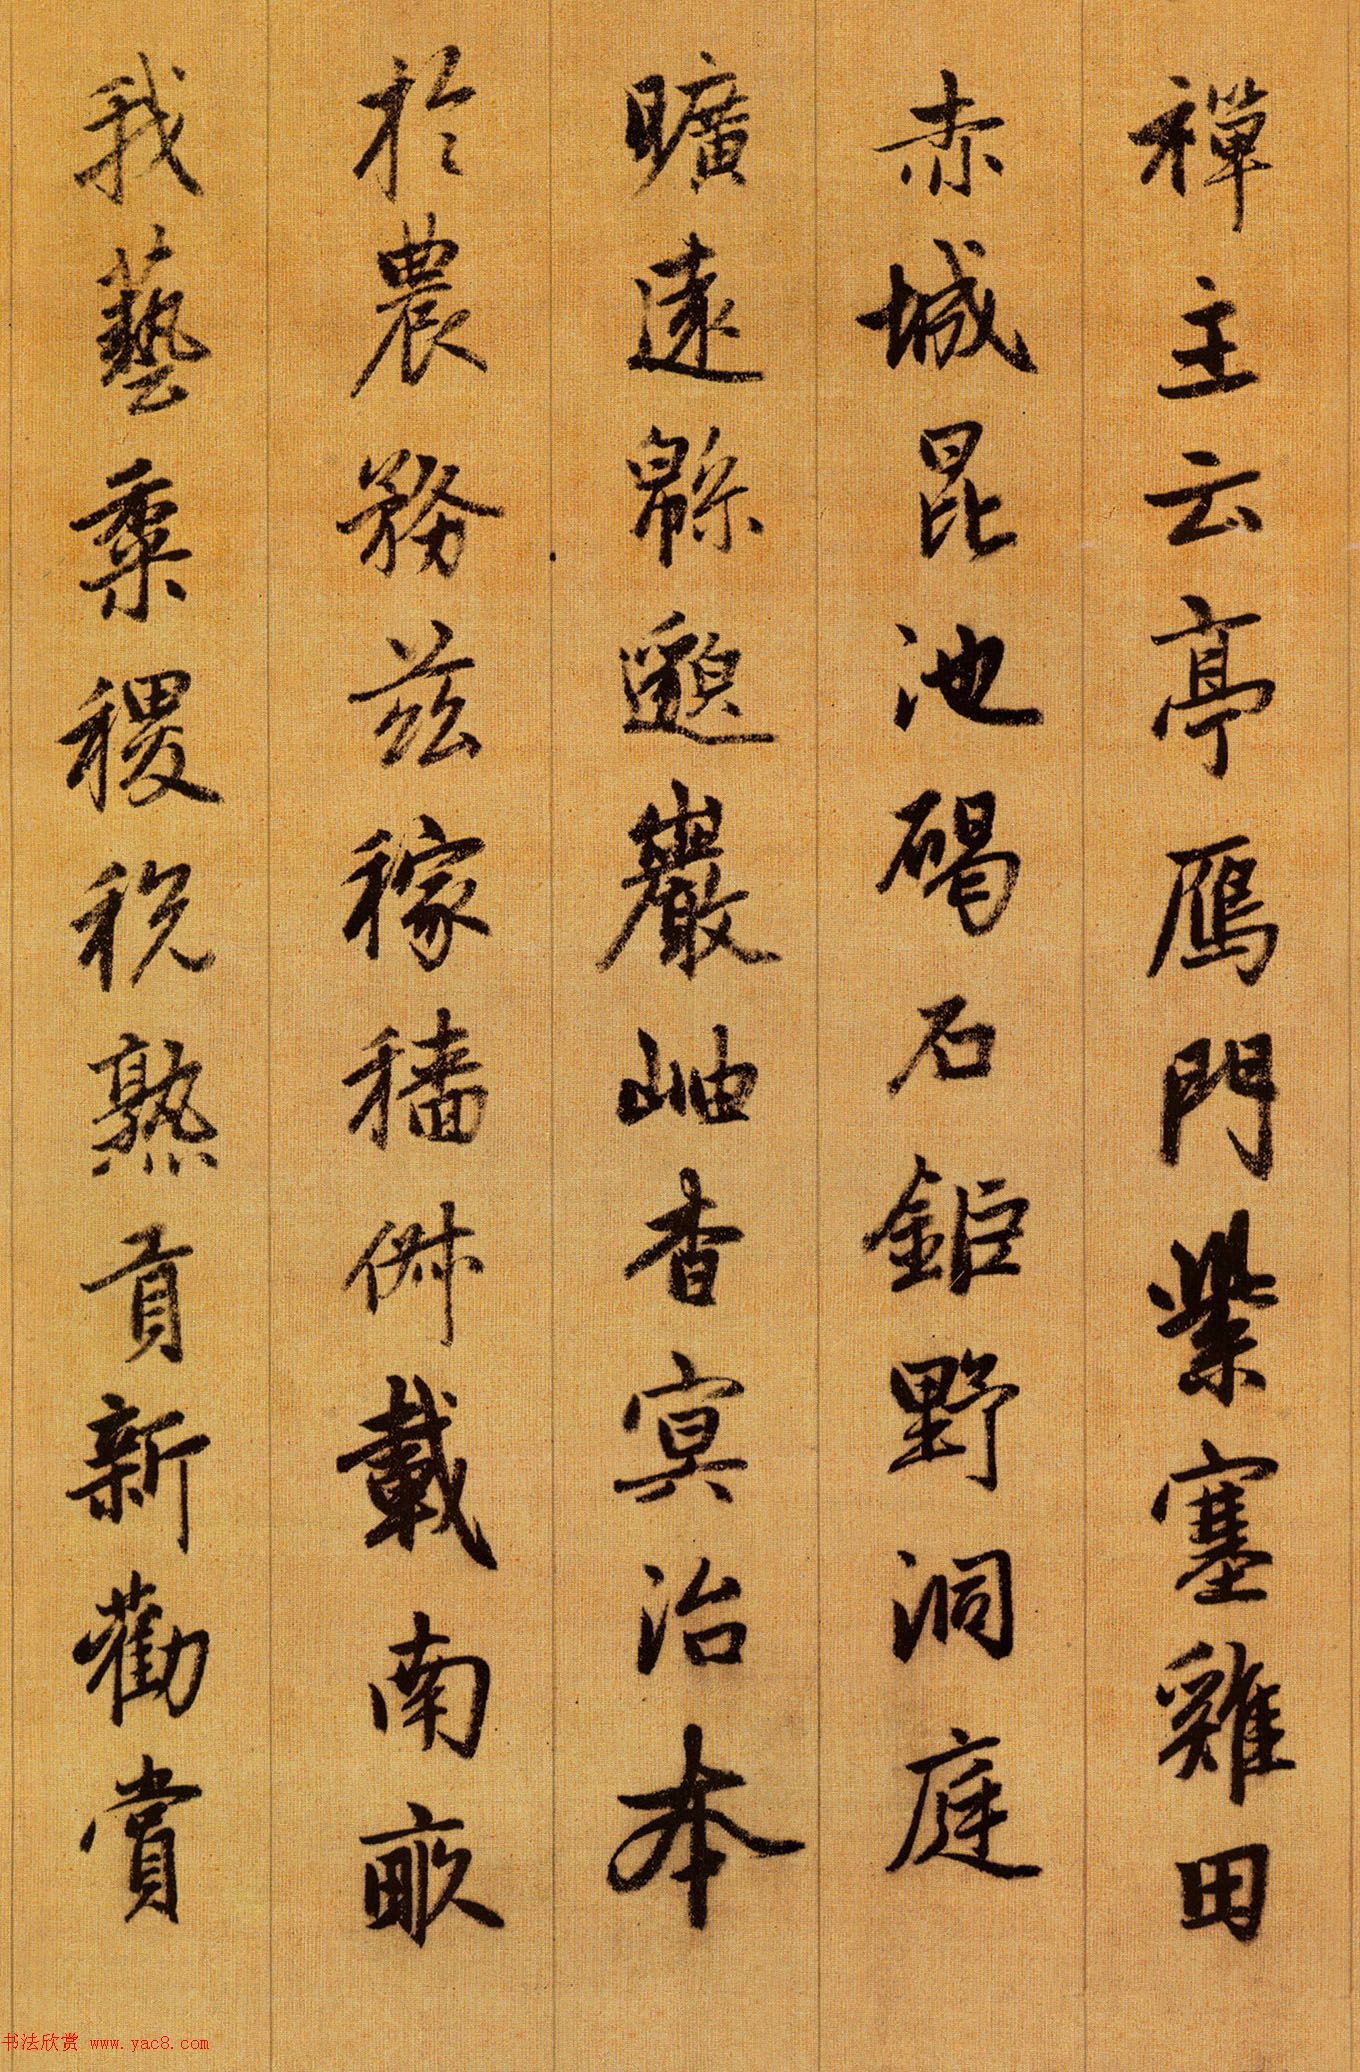 禪主云亭鴈門紫塞雞田
赤城昆池碣石鉅野洞庭
曠遠緜邈巖岫杳冥治本
於農務茲稼穡俶載南畝
我藝黍稷稅熟貢新勸賞
书法欣赏 www.yac8.com